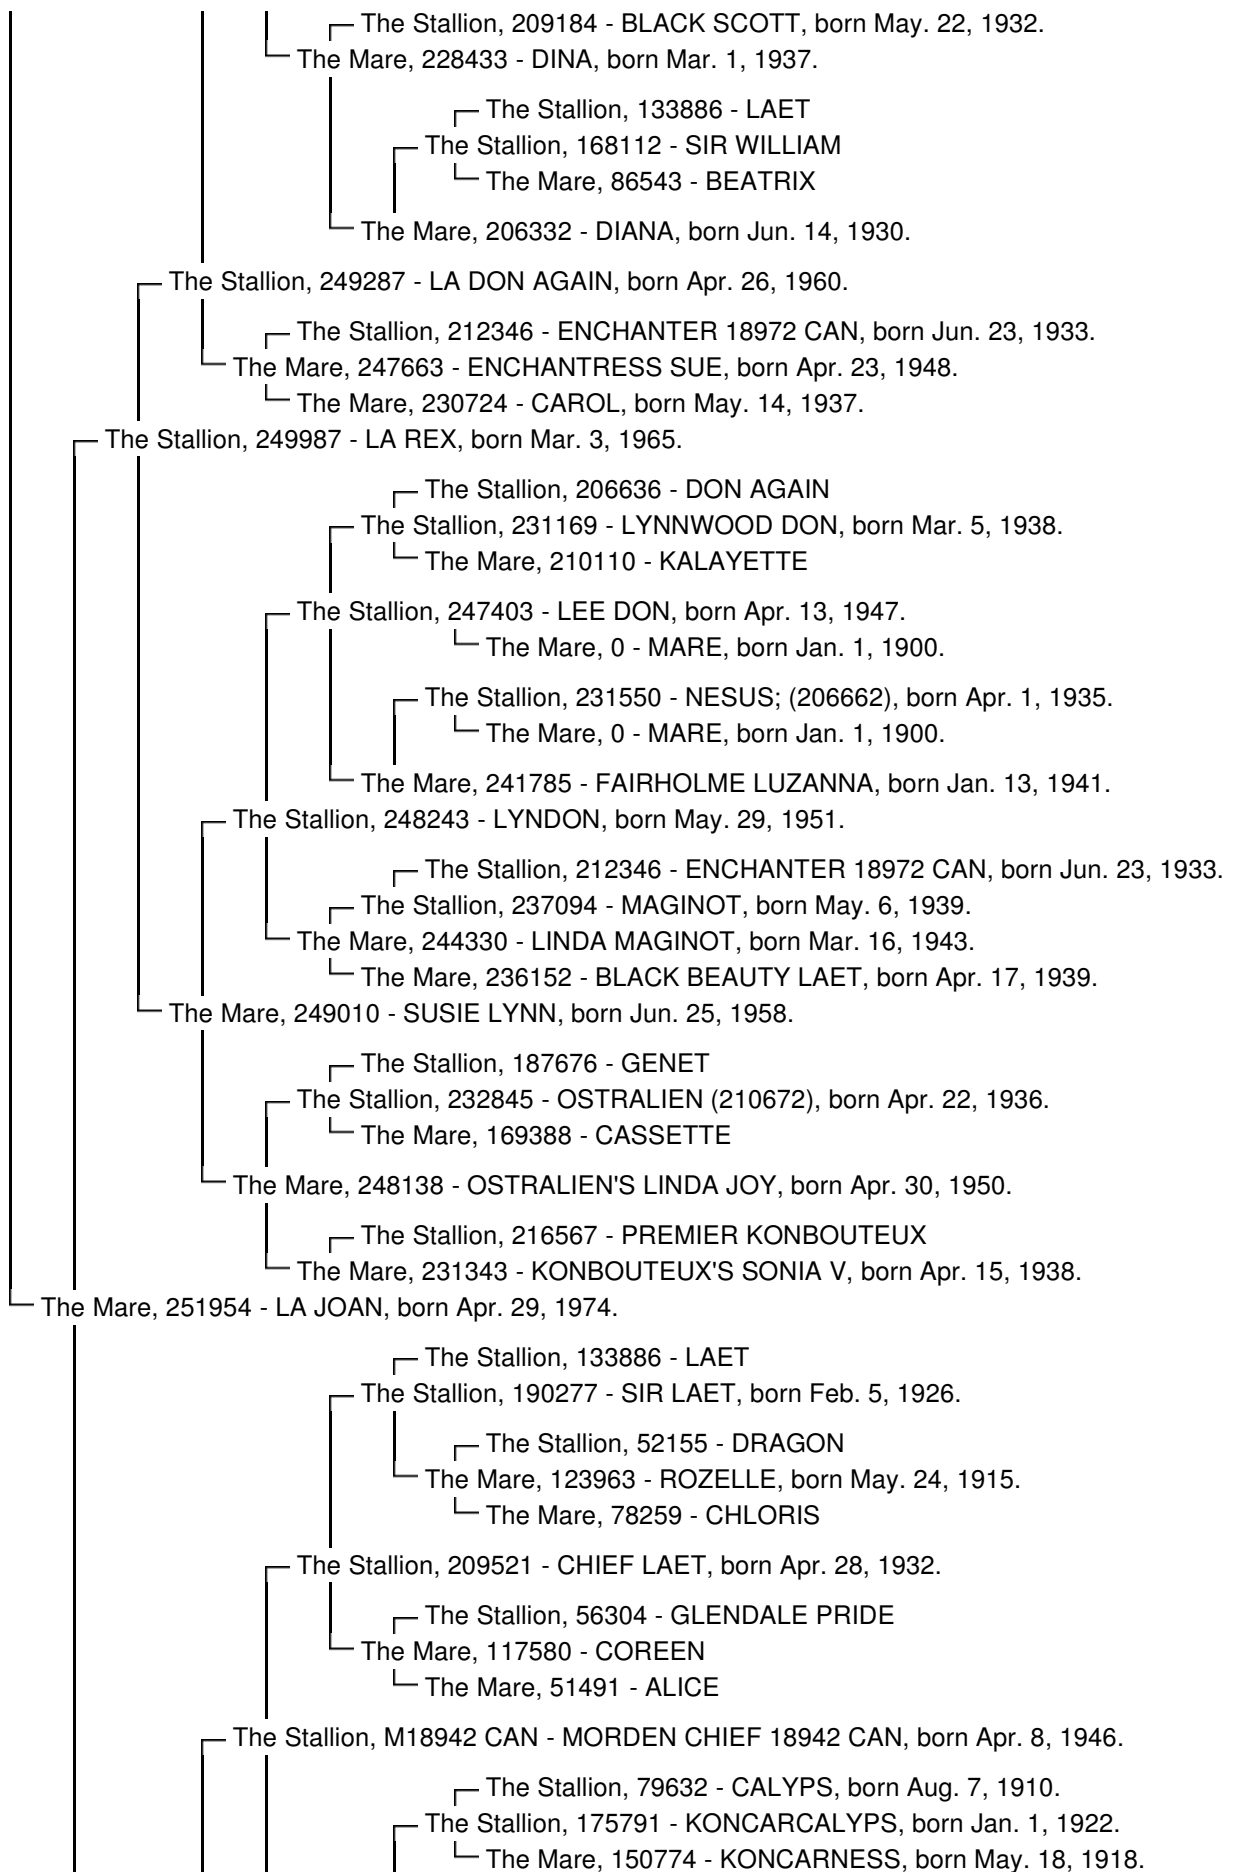 The Stallion, 209184 - BLACK SCOTT, born May. 22, 1932.
The Mare, 228433 - DINA, born Mar. 1, 1937.
The Stallion, 133886 - LAET
The Stallion, 168112 - SIR WILLIAM
The Mare, 86543 - BEATRIX
The Mare, 206332 - DIANA, born Jun. 14, 1930.
The Stallion, 249287 - LA DON AGAIN, born Apr. 26, 1960.
The Stallion, 212346 - ENCHANTER 18972 CAN, born Jun. 23, 1933.
The Mare, 247663 - ENCHANTRESS SUE, born Apr. 23, 1948.
The Mare, 230724 - CAROL, born May. 14, 1937.
The Stallion, 249987 - LA REX, born Mar. 3, 1965.
The Stallion, 206636 - DON AGAIN
The Stallion, 231169 - LYNNWOOD DON, born Mar. 5, 1938.
The Mare, 210110 - KALAYETTE
The Stallion, 247403 - LEE DON, born Apr. 13, 1947.
The Mare, 0 - MARE, born Jan. 1, 1900.
The Stallion, 231550 - NESUS; (206662), born Apr. 1, 1935.
The Mare, 0 - MARE, born Jan. 1, 1900.
The Mare, 241785 - FAIRHOLME LUZANNA, born Jan. 13, 1941.
The Stallion, 248243 - LYNDON, born May. 29, 1951.
The Stallion, 212346 - ENCHANTER 18972 CAN, born Jun. 23, 1933.
The Stallion, 237094 - MAGINOT, born May. 6, 1939.
The Mare, 244330 - LINDA MAGINOT, born Mar. 16, 1943.
The Mare, 236152 - BLACK BEAUTY LAET, born Apr. 17, 1939.
The Mare, 249010 - SUSIE LYNN, born Jun. 25, 1958.
The Stallion, 187676 - GENET
The Stallion, 232845 - OSTRALIEN (210672), born Apr. 22, 1936.
The Mare, 169388 - CASSETTE
The Mare, 248138 - OSTRALIEN'S LINDA JOY, born Apr. 30, 1950.
The Stallion, 216567 - PREMIER KONBOUTEUX
The Mare, 231343 - KONBOUTEUX'S SONIA V, born Apr. 15, 1938.
The Mare, 251954 - LA JOAN, born Apr. 29, 1974.
The Stallion, 133886 - LAET
The Stallion, 190277 - SIR LAET, born Feb. 5, 1926.
The Stallion, 52155 - DRAGON
The Mare, 123963 - ROZELLE, born May. 24, 1915.
The Mare, 78259 - CHLORIS
The Stallion, 209521 - CHIEF LAET, born Apr. 28, 1932.
The Stallion, 56304 - GLENDALE PRIDE
The Mare, 117580 - COREEN
The Mare, 51491 - ALICE
The Stallion, M18942 CAN - MORDEN CHIEF 18942 CAN, born Apr. 8, 1946.
The Stallion, 79632 - CALYPS, born Aug. 7, 1910.
The Stallion, 175791 - KONCARCALYPS, born Jan. 1, 1922.
The Mare, 150774 - KONCARNESS, born May. 18, 1918.